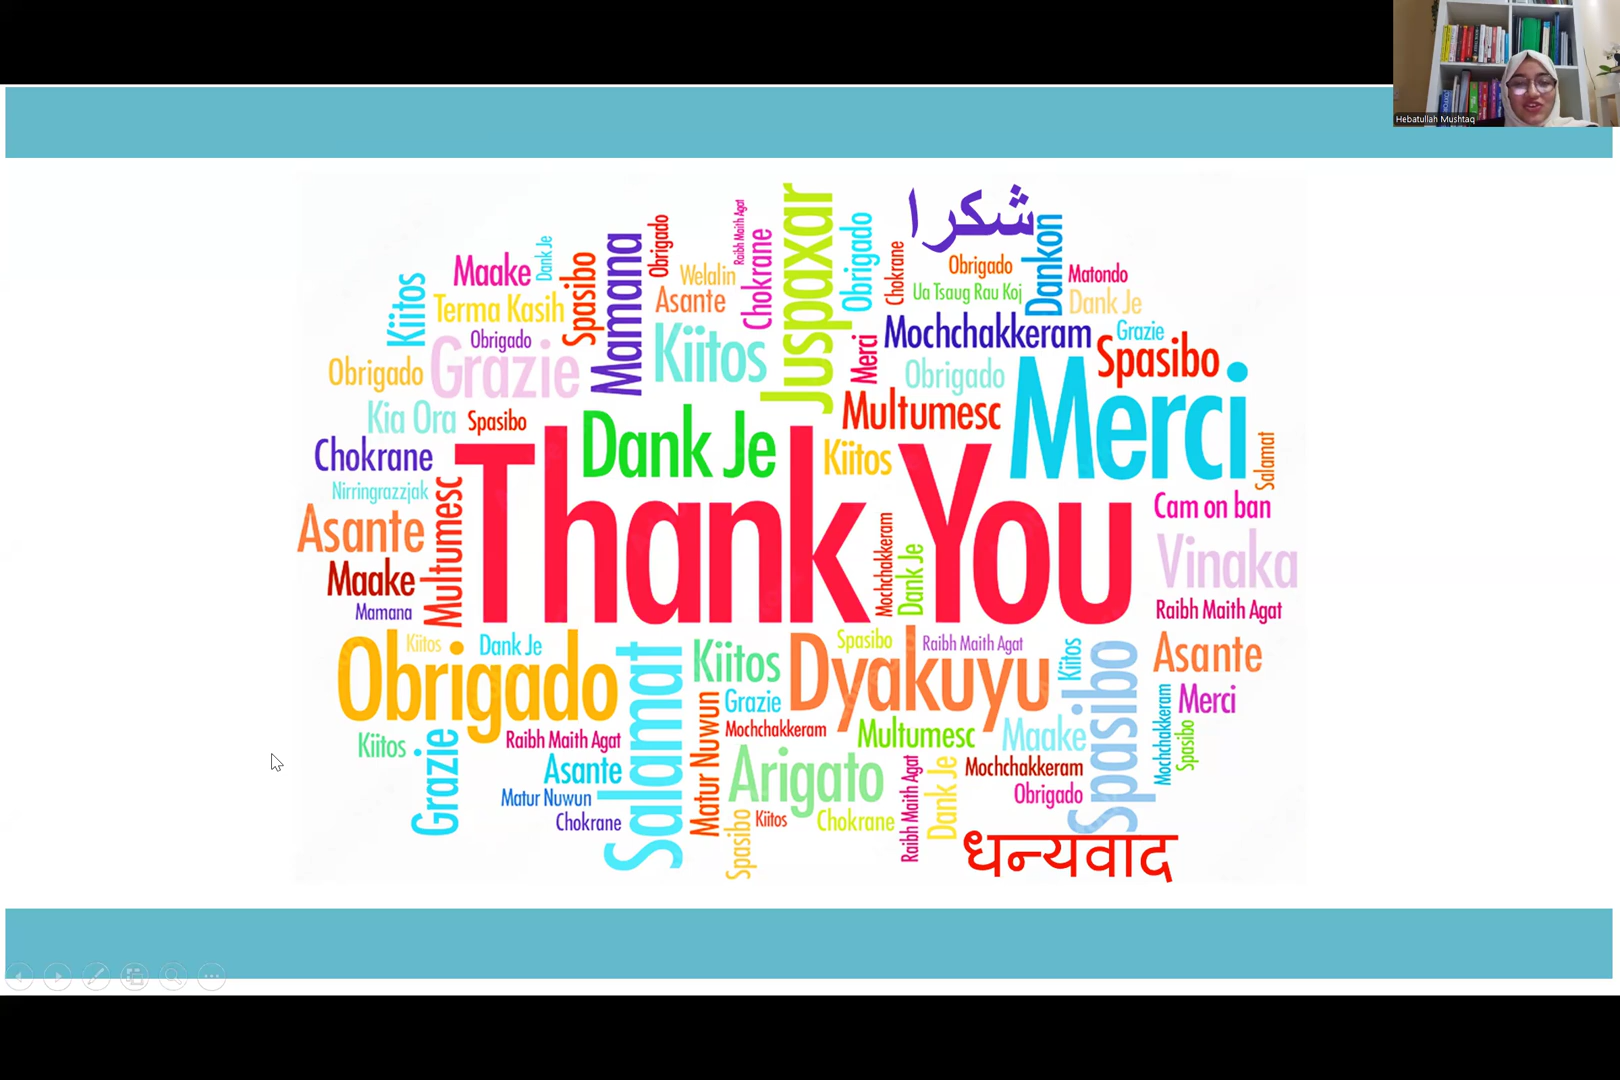 Hebatullah Mushtaq
شكرا
Juspaxar
Obrigado
Raibh Maith Agat
Chokrane
Mamana
Obrigado
Dank Je
Spasibo
Maake
Welalin
Asante
Chokrane
Obrigado
Ua Tsaug Rau Koj
Dankon
Matondo
Dank Je
Kiitos
Terma Kasih
Obrigado
Grazie
Obrigado
Kiitos
Merci
Mochchakkeram
Grazie
Spasibo
Obrigado
Merci
Kia Ora
Spasibo
Multumesc
Dank Je
Kiitos
Chokrane
Salamat
Nirringrazzjak
Multumesc
Thank You
Cam on ban
Asante
Mochchakkeram
Dank Je
Vinaka
Maake
Mamana
Raibh Maith Agat
Kiitos
Dank Je
Obrigado
Salamat
Kiitos
Spasibo
Raibh Maith Agat
Dyakuyu
Kiitos
Spasibo
Asante
Grazie
Merci
Matur Nuwun
Mochchakkeram
Multumesc
Maake
Mochchakkeram
Spasibo
Kiitos
Grazie
Raibh Maith Agat
Asante
Arigato
Raibh Maith Agat
Dank Je
Mochchakkeram
Obrigado
Matur Nuwun
Chokrane
Spasibo
Kiitos
Chokrane
धन्यवाद